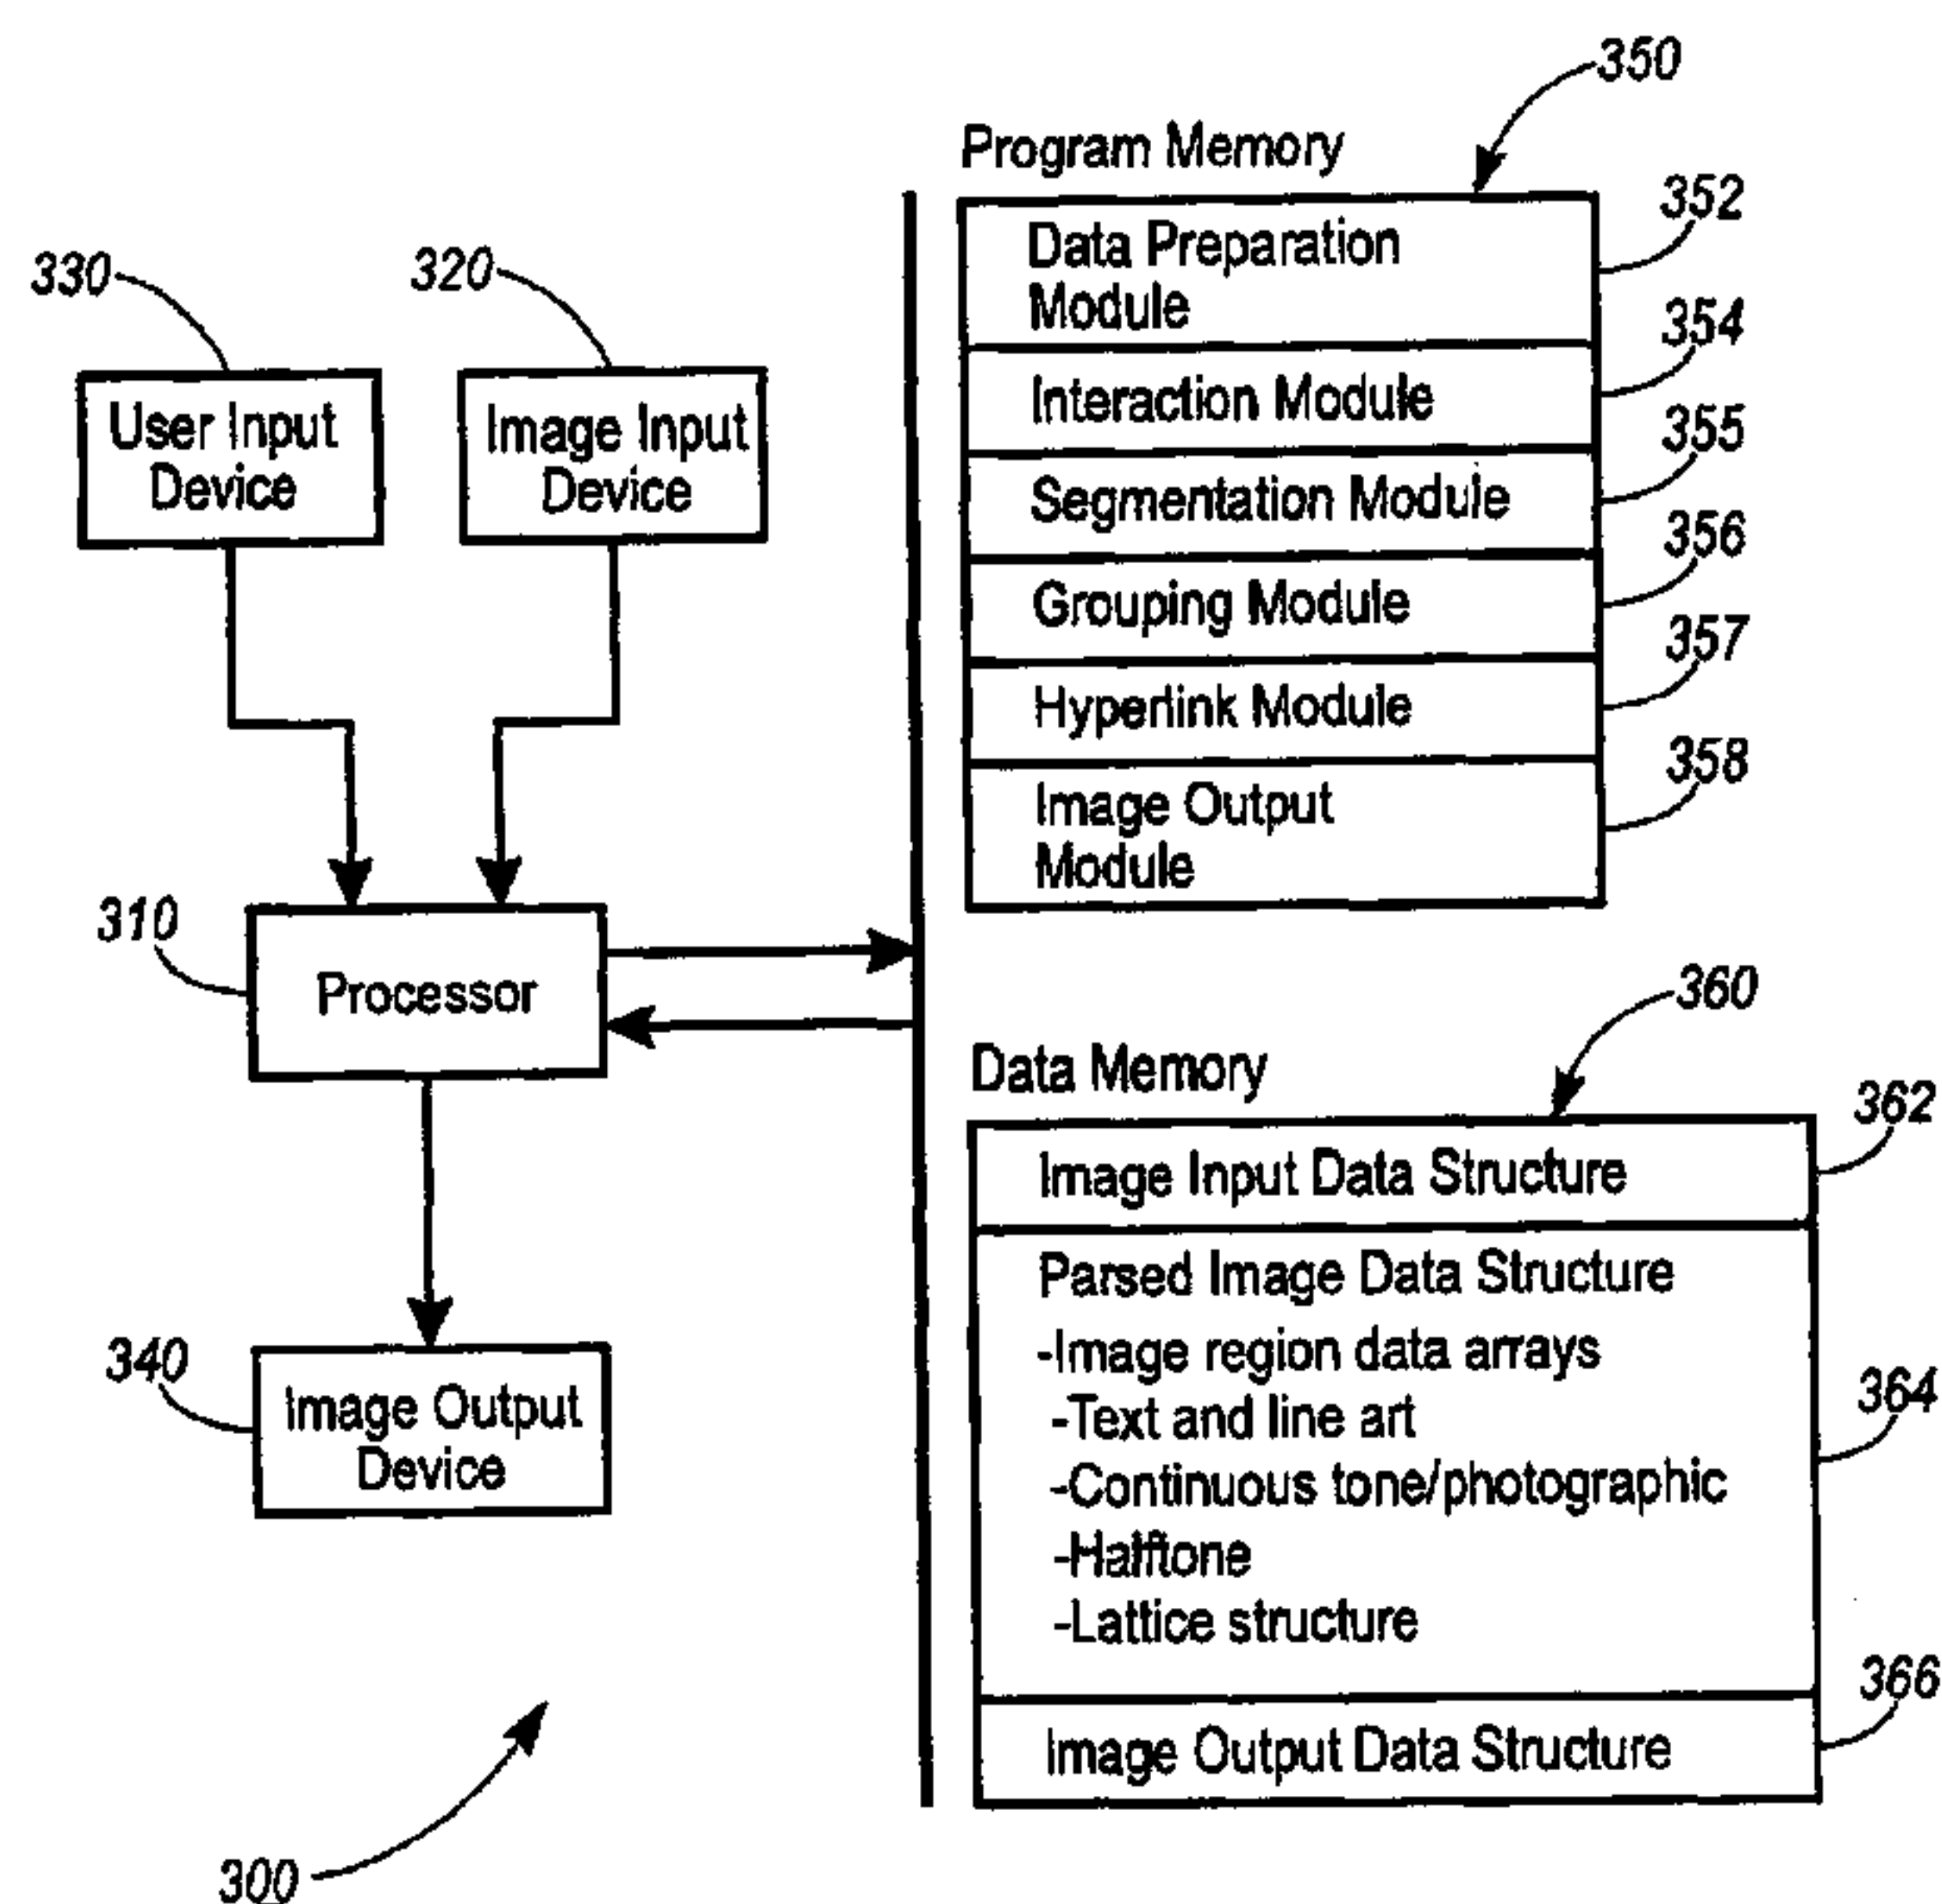 350
Program Memory
352
Data Preparation
Module
354
Interaction Module
355
Segmentation Module
356
Grouping Module
357
Hyperlink Module
358
Image Output
Module
330
320
User Input
Device
Image Input
Device
310
Processor
340
Image Output
Device
360
Data Memory
362
Image Input Data Structure
Parsed Image Data Structure
-Image region data arrays
364
-Text and line art
-Continuous tone/photographic
-Halftone
-Lattice structure
366
Image Output Data Structure
300